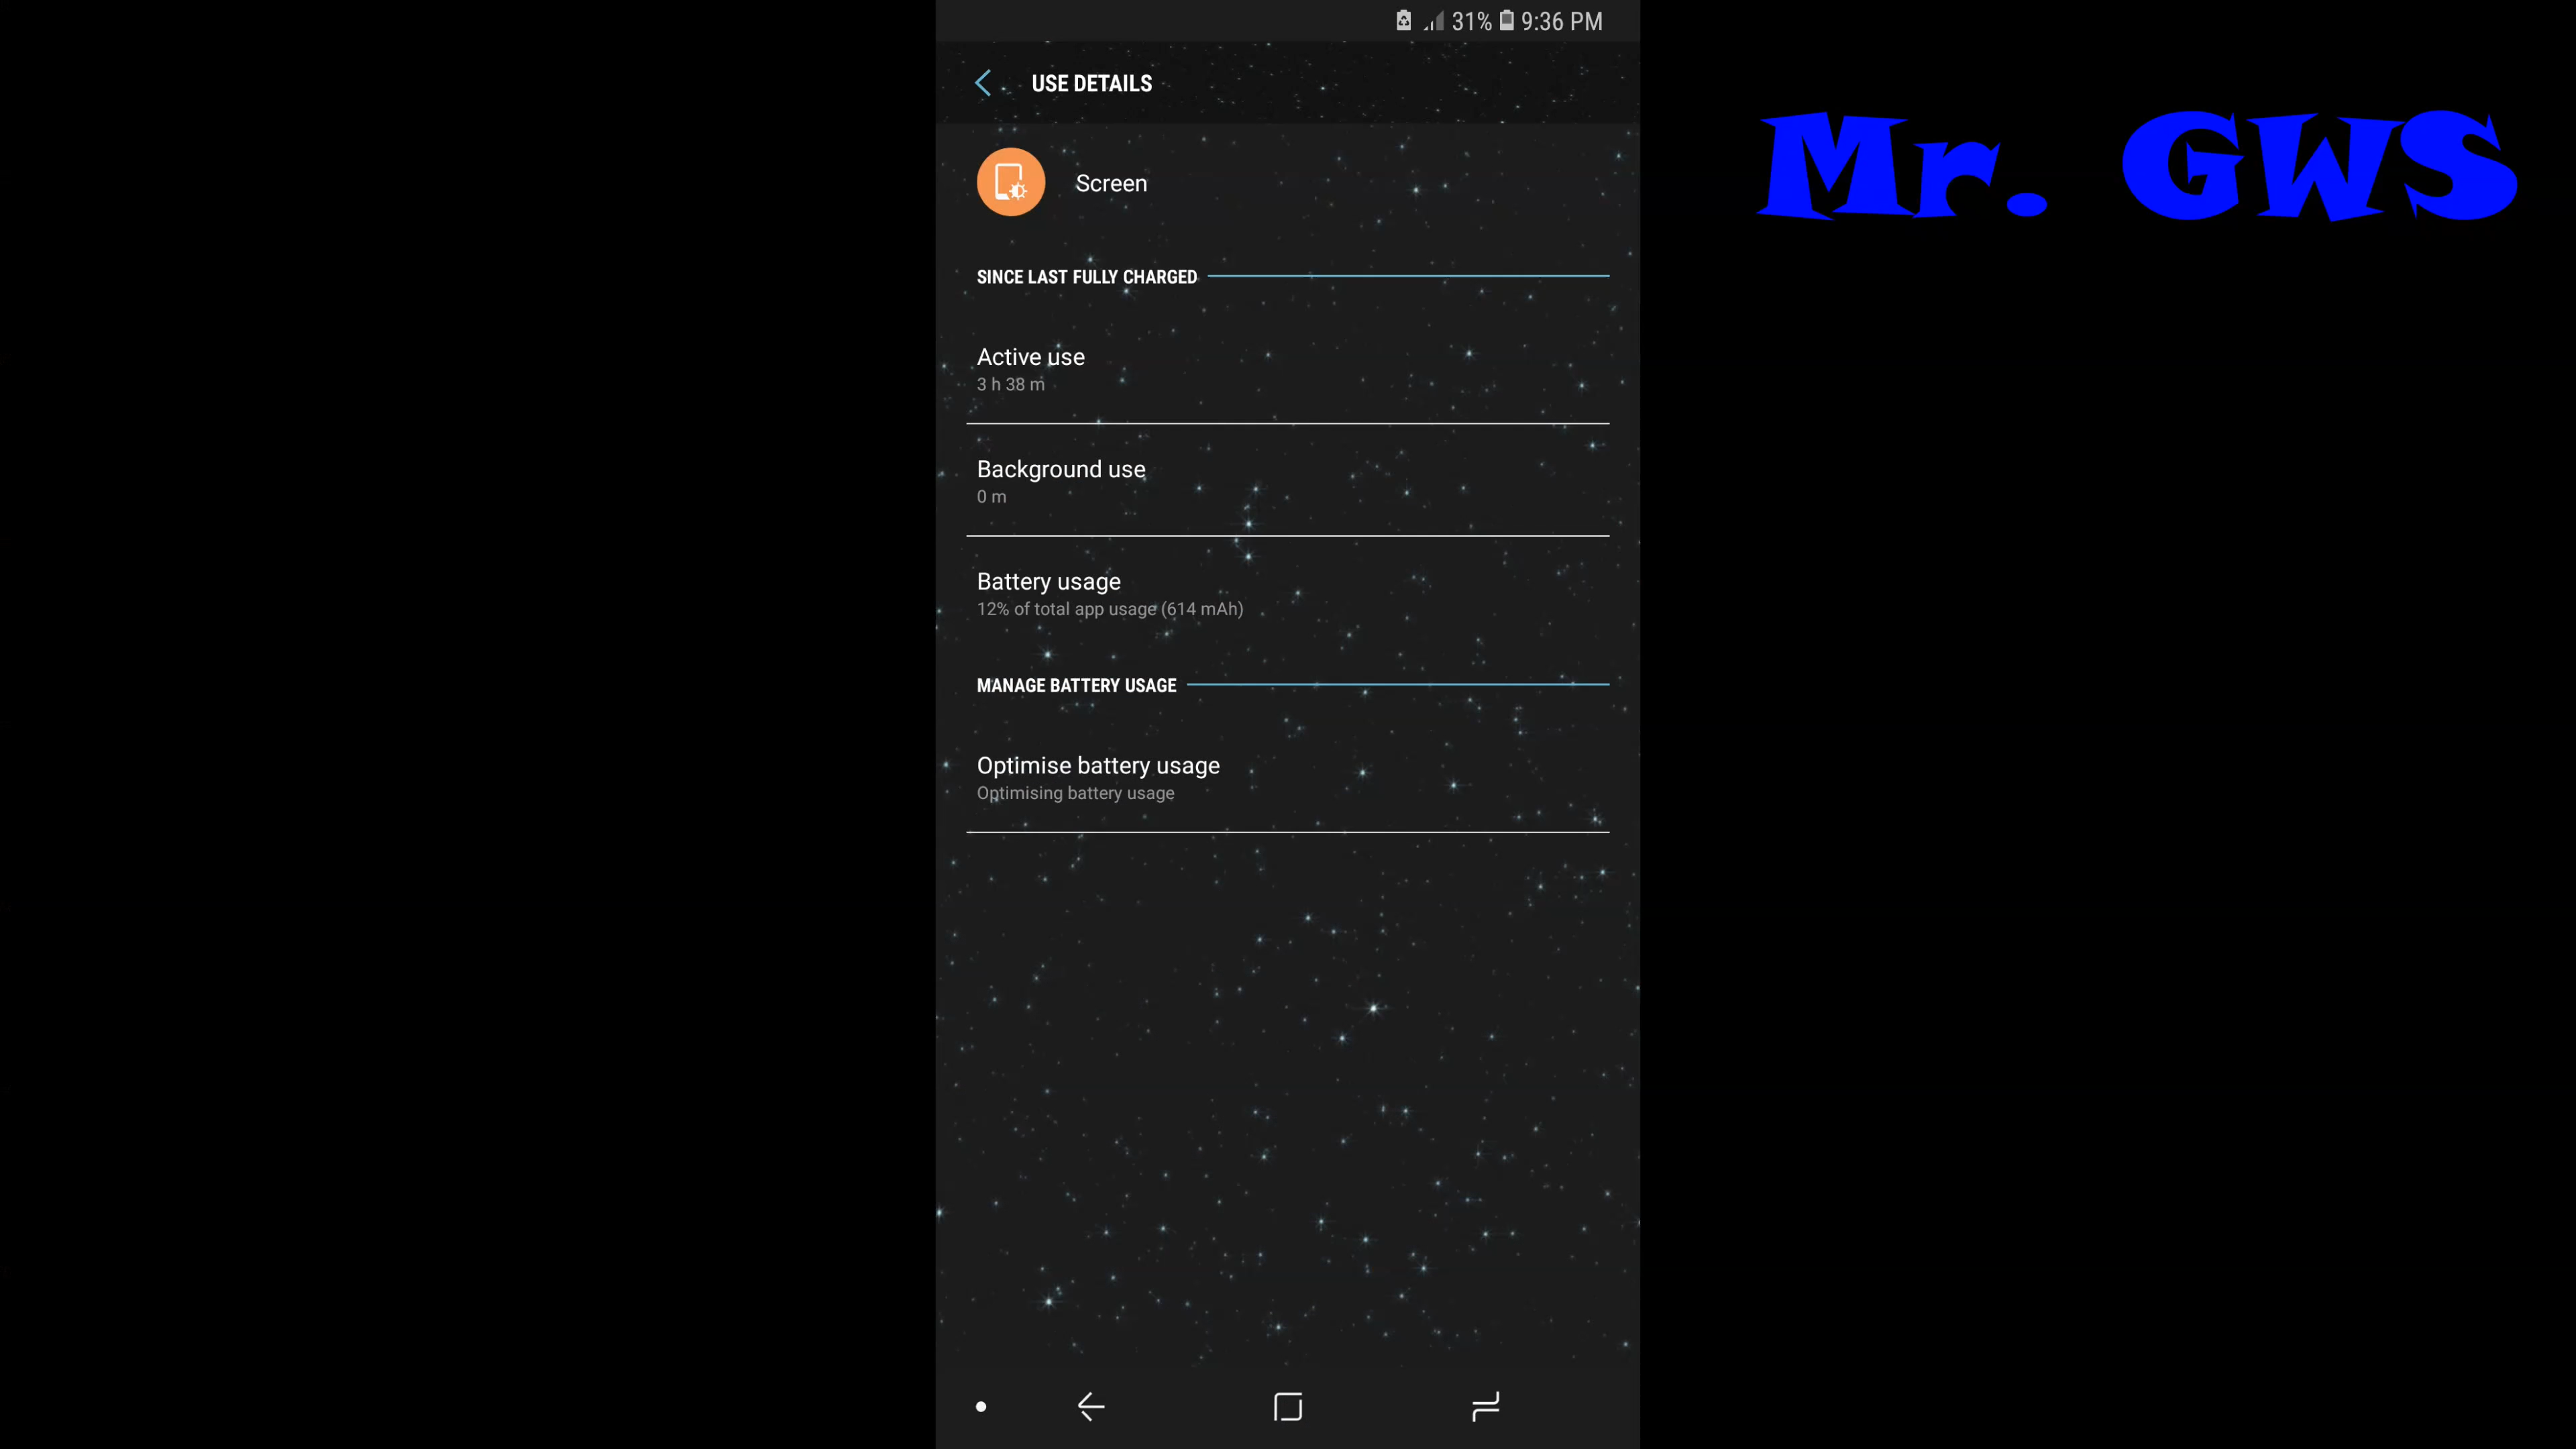 31% 9:36 PM
USE DETAILS
Mr. GWS
Screen
SINCE LAST FULLY CHARGED
Active use
3 h 38 m
Background use
0 m
Battery usage
12% of total app usage (614 mAh)
MANAGE BATTERY USAGE
Optimise battery usage
Optimising battery usage